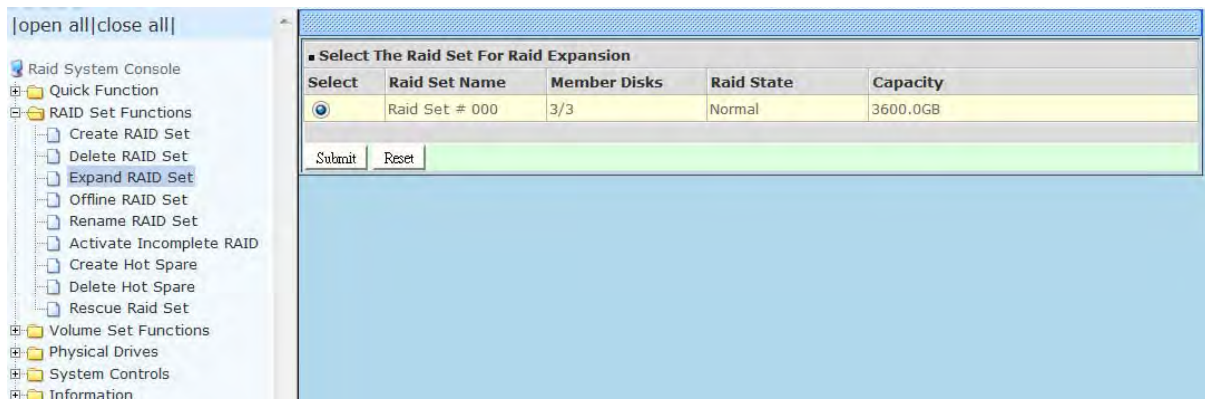 |open all|close all|
Raid System Console
Quick Function
RAID Set Functions
Create RAID Set
Delete RAID Set
Expand RAID Set
Offline RAID Set
Rename RAID Set
Activate Incomplete RAID
Create Hot Spare
Delete Hot Spare
Rescue Raid Set
Volume Set Functions
Physical Drives
System Controls
Information
Select The Raid Set For Raid Expansion
Select Raid Set Name Member Disks Raid State Capacity
Raid Set # 000 3/3 Normal 3600.0GB
Submit Reset